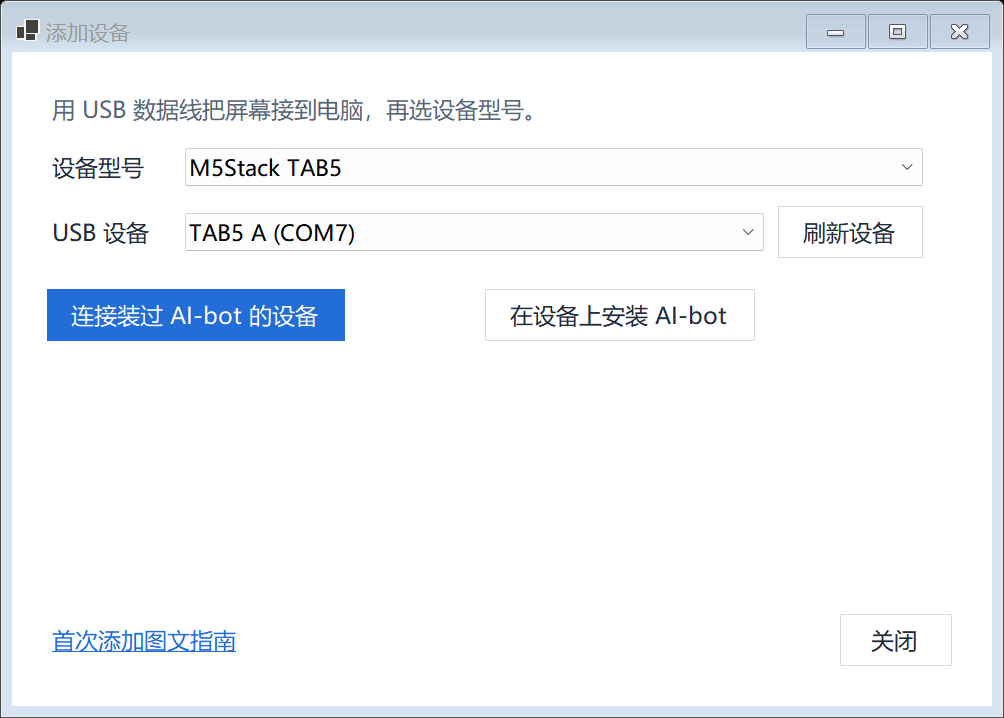 添加设备
用 USB 数据线把屏幕接到电脑，再选设备型号。
设备型号 M5Stack TAB5
USB 设备 TAB5 A (COM7) 刷新设备
连接装过 AI-bot 的设备 在设备上安装 AI-bot
首次添加图文指南 关闭